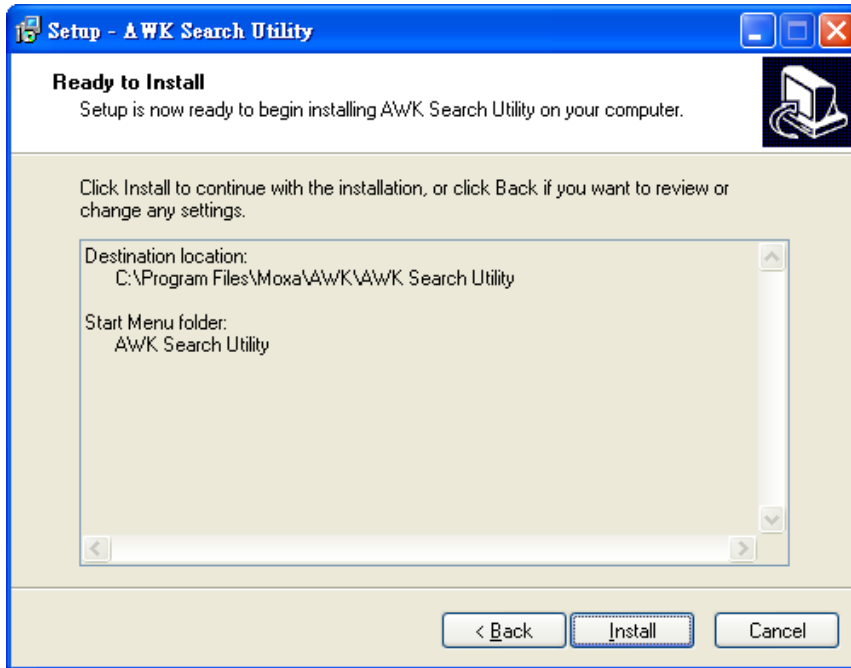 Setup - AWK Search Utility
Ready to Install
Setup is now ready to begin installing AWK Search Utility on your computer.
Click Install to continue with the installation, or click Back if you want to review or
change any settings.
Destination location:
C:\Program Files\Moxa\AWK\AWK Search Utility
Start Menu folder:
AWK Search Utility
< Back
Install
Cancel